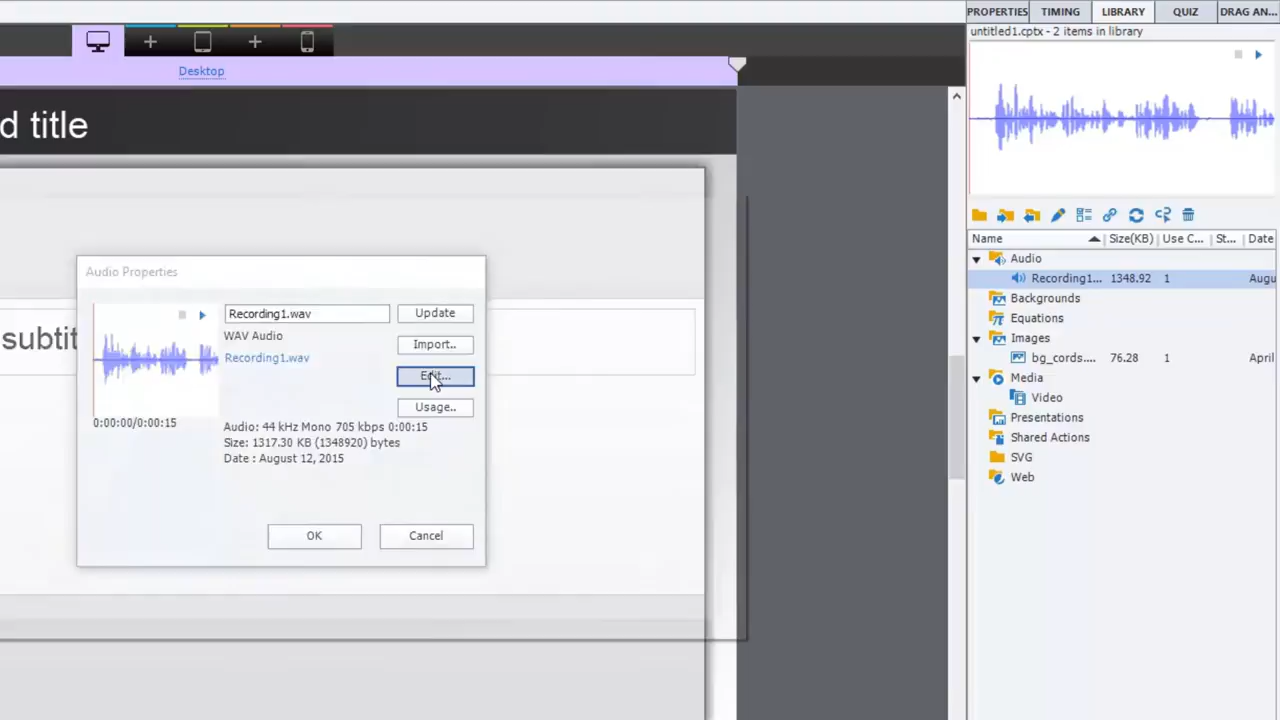 PROPERTIES TIMING LIBRARY QUIZ DRAG AN...
untitled1.cptx - 2 items in library
Desktop
d title
Name Size(KB) Use C... St... Date
Audio
Recording1... 1348.92 1 Augu
Backgrounds
Equations
Images
bg_cords.... 76.28 1 April
Media
Video
Presentations
Shared Actions
SVG
Web
subtit
Audio Properties
Recording1.wav Update
WAV Audio
Import..
Recording1.wav
Edit...
Usage..
0:00:00/0:00:15
Audio: 44 kHz Mono 705 kbps 0:00:15
Size: 1317.30 KB (1348920) bytes
Date : August 12, 2015
OK Cancel